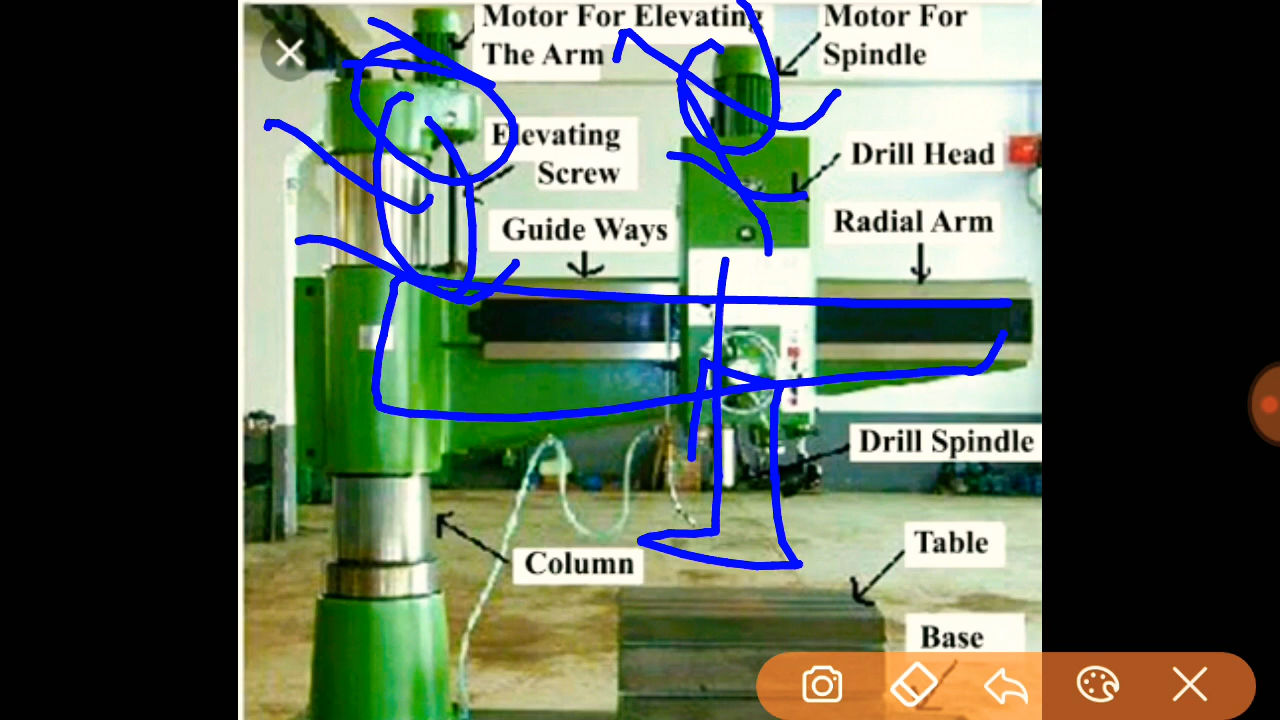 Motor For Elevating
The Arm
Motor For
Spindle
Elevating
Screw
Drill Head
Guide Ways
Radial Arm
Drill Spindle
Column
Table
Base